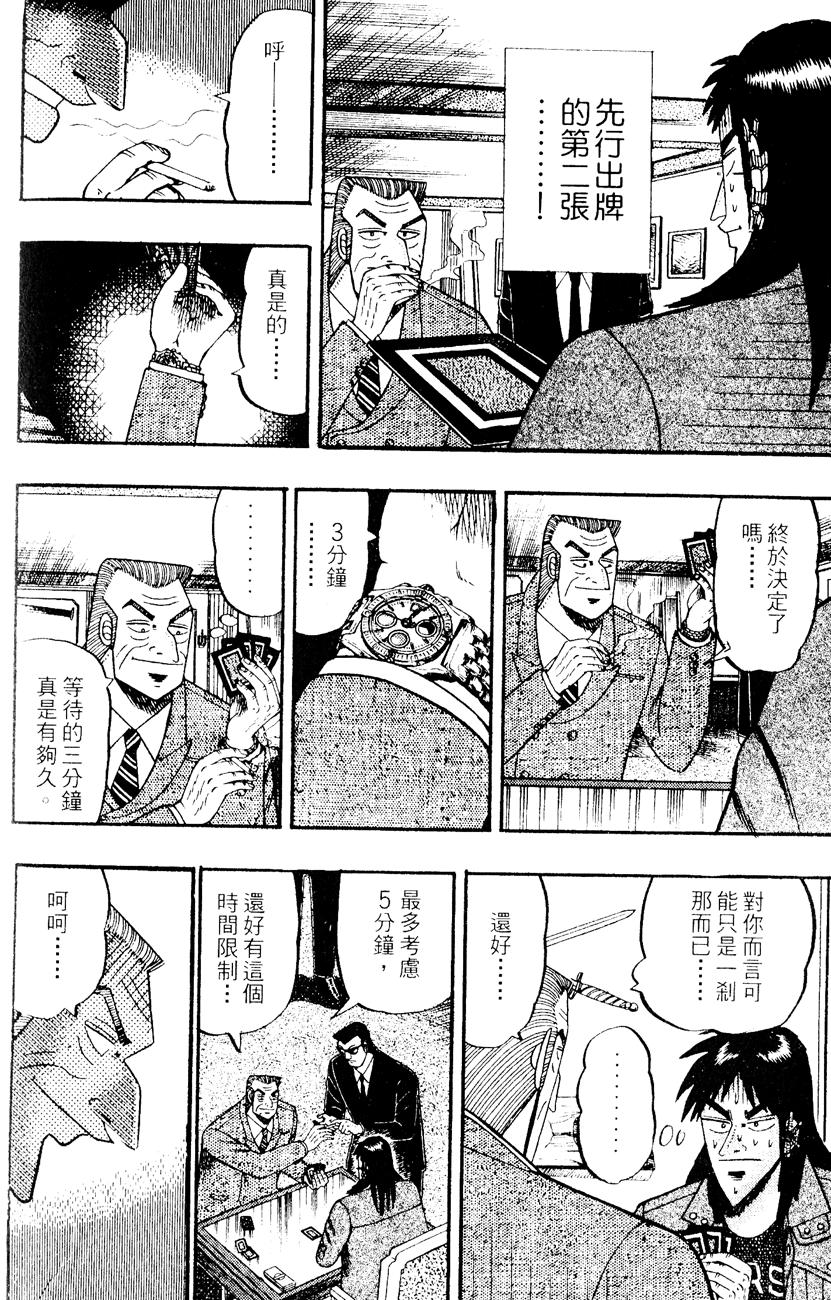 先行出牌
的第二張
………！
呼——………
真是的……
終於決定了
嗎……
3分鐘
………
………
等待的三分鐘
真是有夠久。
對你而言可
能只是一剎
那而已……
………
還好……
最多考慮
5分鐘，
還好有這個
時間限制…
呵呵……